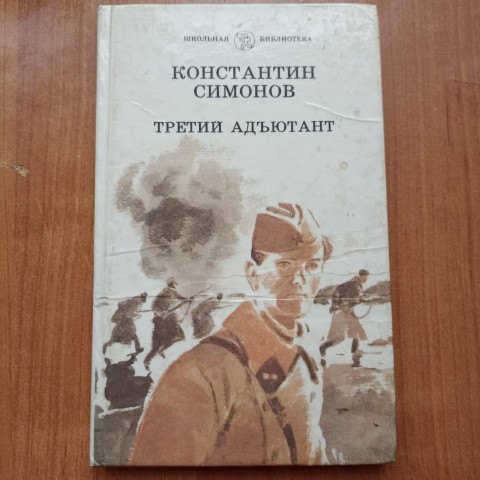 ШКОЛЬНАЯ БИБЛИОТЕКА
КОНСТАНТИН
СИМОНОВ
ТРЕТИЙ АДЪЮТАНТ